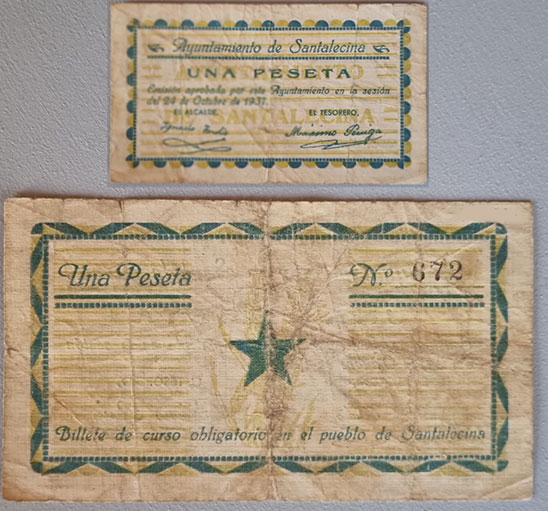 Ayuntamiento de Santalecina
UNA PESETA
Emisión aprobada por este Ayuntamiento en la sesión
del 24 de Octubre de 1937.
EL ALCALDE, EL TESORERO,
Máximo
SANTALECINA
Una Peseta Nº 672
Billete de curso obligatorio en el pueblo de Santalecina